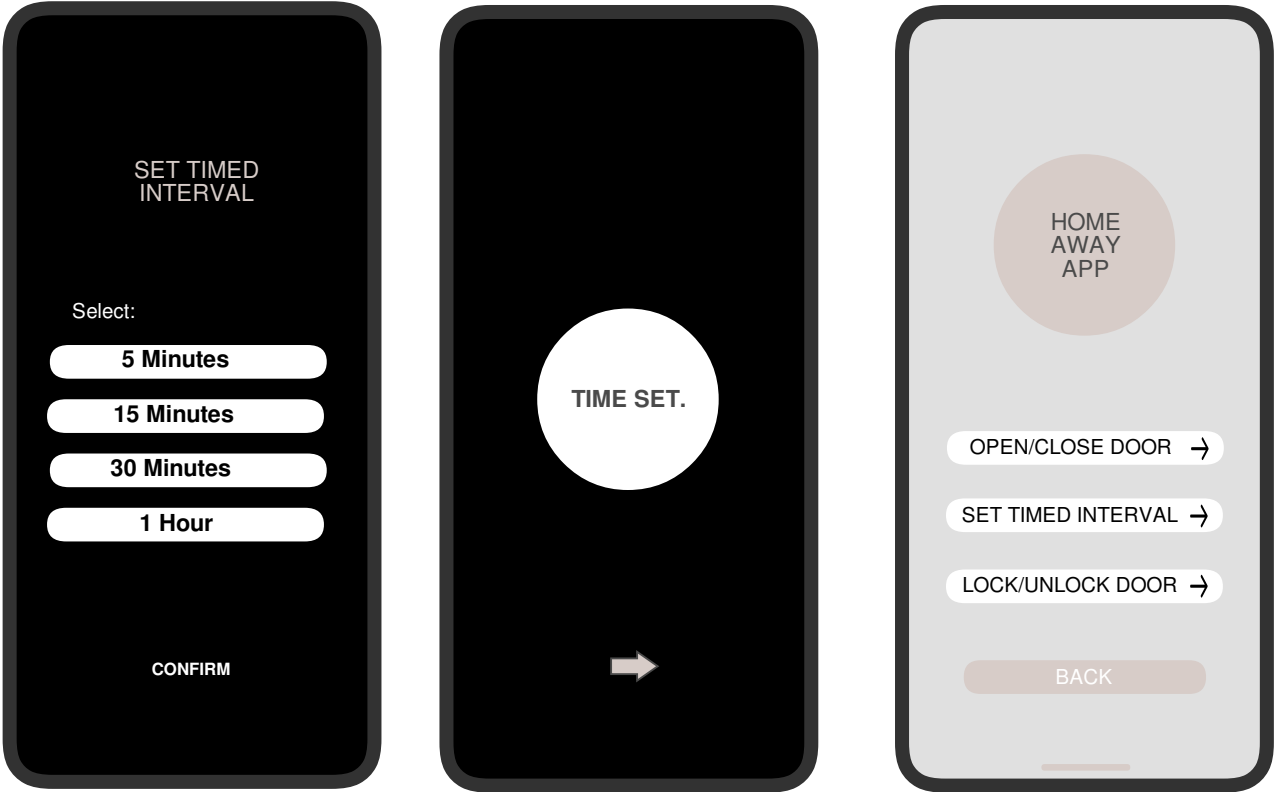 SET TIMED
INTERVAL
Select:
5 Minutes
15 Minutes
30 Minutes
1 Hour
CONFIRM
TIME SET.
HOME
AWAY
APP
OPEN/CLOSE DOOR
SET TIMED INTERVAL
LOCK/UNLOCK DOOR
BACK